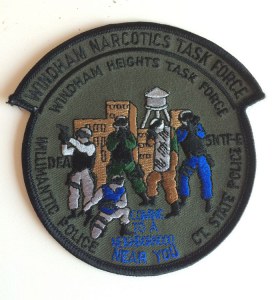 WINDHAM NARCOTICS TASK FORCE
WINDHAM HEIGHTS TASK FORCE
DEA
SNTF-E
WILLIMANTIC POLICE
CT. STATE POLICE
COMING
TO A
NEIGHBORHOOD
NEAR YOU